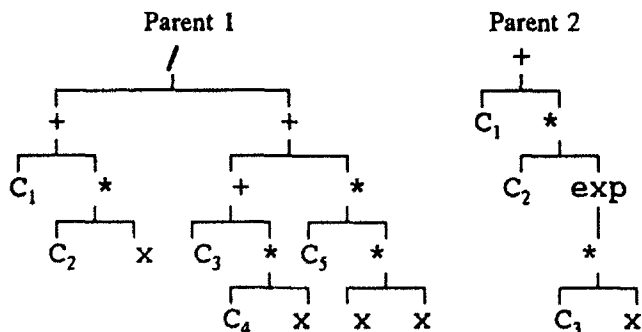 Parent 1 Parent 2
/ +
+ + C₁ *
C₁ * + * C₂ exp
C₂ x C₃ * C₅ * *
C₄ x x x C₃ x